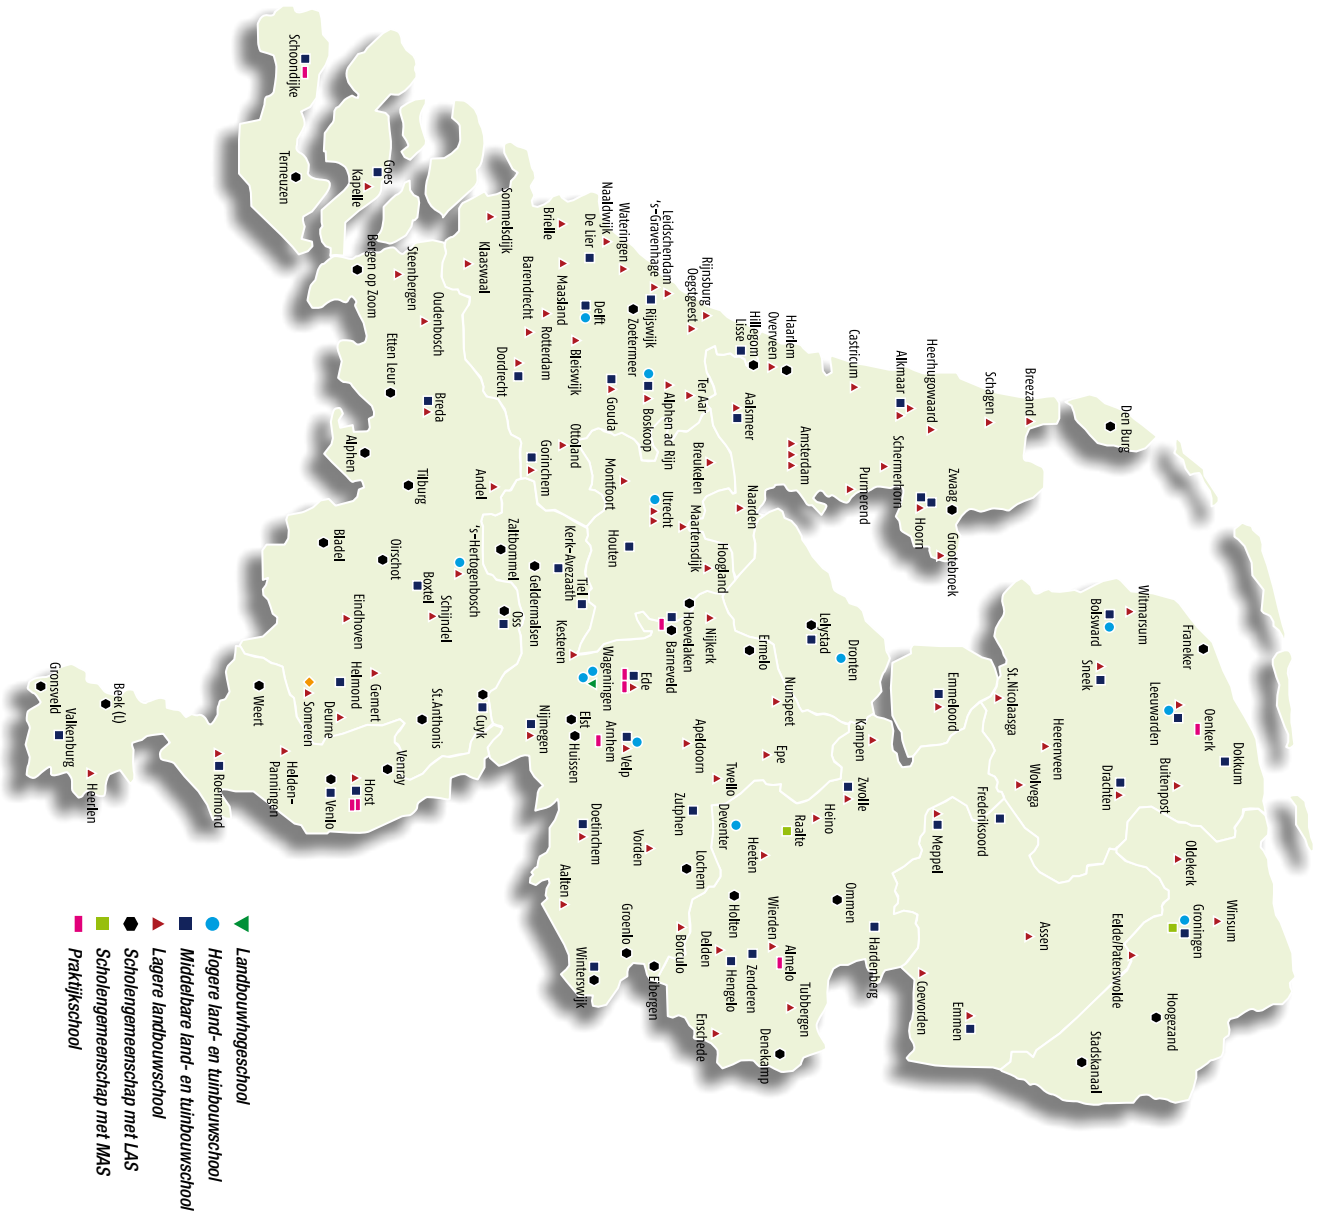 Den Burg
Breezand
Schagen
Heerhugowaard
Alkmaar
Schermerhorn
Castricum
Purmerend
Zwaag
Hoorn
Grootebroek
Haarlem
Overveen
Hillegom
Lisse
Amsterdam
Aalsmeer
Naarden
Rijnsburg
Oegstgeest
Leidschendam
's-Gravenhage
Rijswijk
Wateringen
Naaldwijk
De Lier
Zoetermeer
Delft
Bleiswijk
Maasland
Brielle
Rotterdam
Barendrecht
Dordrecht
Sommelsdijk
Klaaswaal
Ter Aar
Alphen ad Rijn
Boskoop
Gouda
Ottoland
Gorinchem
Breukelen
Maartensdijk
Utrecht
Montfoort
Houten
Hoogland
Witmarsum
Bolsward
Franeker
Sneek
Leeuwarden
Oenkerk
Dokkum
Buitenpost
Drachten
St.Nicolaasga
Heerenveen
Wolvega
Oldekerk
Winsum
Groningen
Eelde/Paterswolde
Hoogezand
Stadskanaal
Frederiksoord
Meppel
Assen
Emmen
Coevorden
Emmeloord
Dronten
Lelystad
Kampen
Zwolle
Heino
Raalte
Heeten
Deventer
Ommen
Hardenberg
Holten
Wierden
Almelo
Zenderen
Hengelo
Delden
Tubbergen
Denekamp
Enschede
Ermelo
Nunspeet
Epe
Apeldoorn
Twello
Nijkerk
Hoevelaken
Barneveld
Ede
Wageningen
Arnhem
Velp
Elst
Huissen
Nijmegen
Kesteren
Tiel
Kerk-Avezaath
Geldermalsen
Zaltbommel
Zutphen
Lochem
Vorden
Borculo
Doetinchem
Aalten
Groenlo
Eibergen
Winterswijk
Schoondijke
Terneuzen
Goes
Kapelle
Bergen op Zoom
Steenbergen
Oudenbosch
Etten Leur
Breda
Alphen
Tilburg
Andel
's-Hertogenbosch
Oss
Boxtel
Schijndel
Oirschot
Bladel
Eindhoven
Gemert
Helmond
Deurne
Someren
St.Anthonis
Cuyk
Venray
Horst
Venlo
Weert
Helden-
Panningen
Roermond
Beek (L)
Gronsveld
Valkenburg
Heerlen
Landbouwhogeschool
Hogere land- en tuinbouwschool
Middelbare land- en tuinbouwschool
Lagere landbouwschool
Scholengemeenschap met LAS
Scholengemeenschap met MAS
Praktijkschool